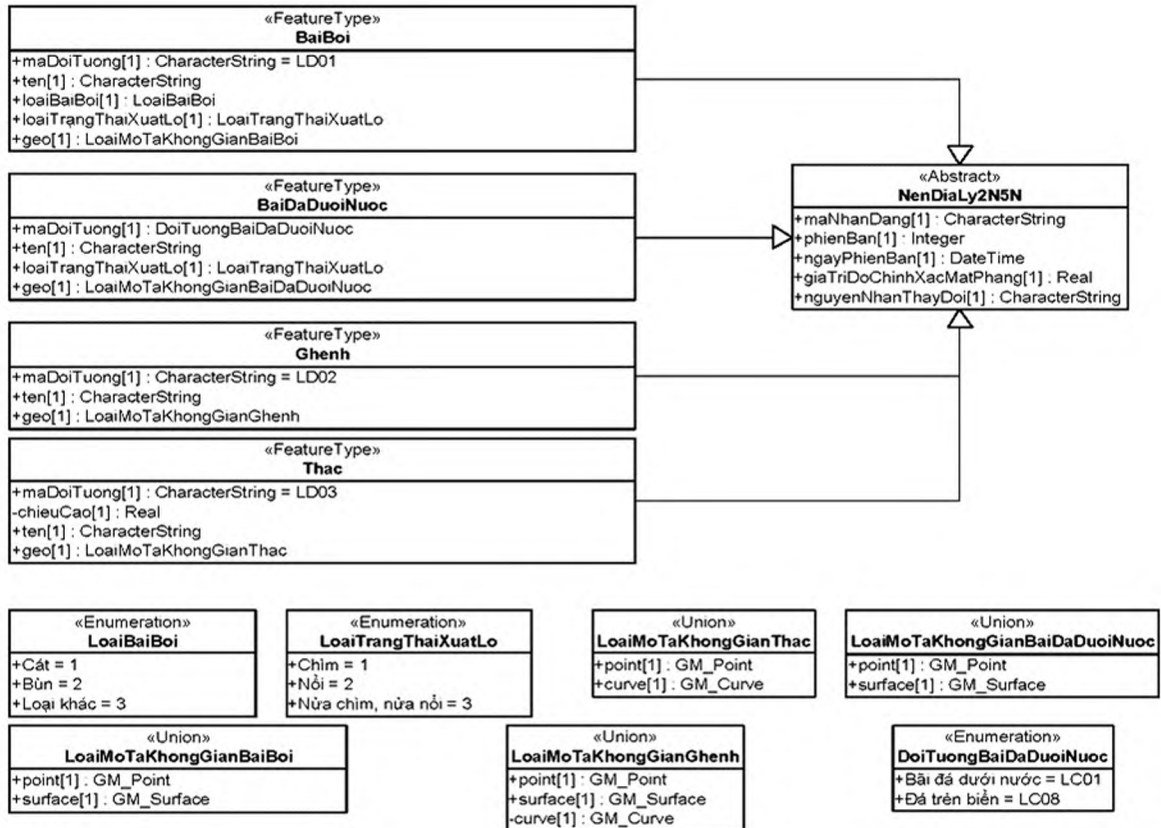 «FeatureType»
BaiBoi
+maDoiTuong[1] : CharacterString = LD01
+ten[1] : CharacterString
+loaiBaiBoi[1] : LoaiBaiBoi
+loaiTrạngThaiXuatLo[1] : LoaiTrangThaiXuatLo
+geo[1] : LoaiMoTaKhongGianBaiBoi
«FeatureType»
BaiDaDuoiNuoc
+maDoiTuong[1] : DoiTuongBaiDaDuoiNuoc
+ten[1] : CharacterString
+loaiTrangThaiXuatLo[1] : LoaiTrangThaiXuatLo
+geo[1] : LoaiMoTaKhongGianBaiDaDuoiNuoc
«FeatureType»
Ghenh
+maDoiTuong[1] : CharacterString = LD02
+ten[1] : CharacterString
+geo[1] : LoaiMoTaKhongGianGhenh
«FeatureType»
Thac
+maDoiTuong[1] : CharacterString = LD03
-chieuCao[1] : Real
+ten[1] : CharacterString
+geo[1] : LoaiMoTaKhongGianThac
«Abstract»
NenDiaLy2N5N
+maNhanDang[1] : CharacterString
+phienBan[1] : Integer
+ngayPhienBan[1] : DateTime
+giaTriDoChinhXacMatPhang[1] : Real
+nguyenNhanThayDoi[1] : CharacterString
«Enumeration»
LoaiBaiBoi
+Cát = 1
+Bùn = 2
+Loại khác = 3
«Enumeration»
LoaiTrangThaiXuatLo
+Chìm = 1
+Nổi = 2
+Nửa chìm, nửa nổi = 3
«Union»
LoaiMoTaKhongGianThac
+point[1] : GM_Point
+curve[1] : GM_Curve
«Union»
LoaiMoTaKhongGianBaiDaDuoiNuoc
+point[1] : GM_Point
+surface[1] : GM_Surface
«Union»
LoaiMoTaKhongGianBaiBoi
+point[1] : GM_Point
+surface[1] : GM_Surface
«Union»
LoaiMoTaKhongGianGhenh
+point[1] : GM_Point
+surface[1] : GM_Surface
-curve[1] : GM_Curve
«Enumeration»
DoiTuongBaiDaDuoiNuoc
+Bãi đá dưới nước = LC01
+Đá trên biển = LC08